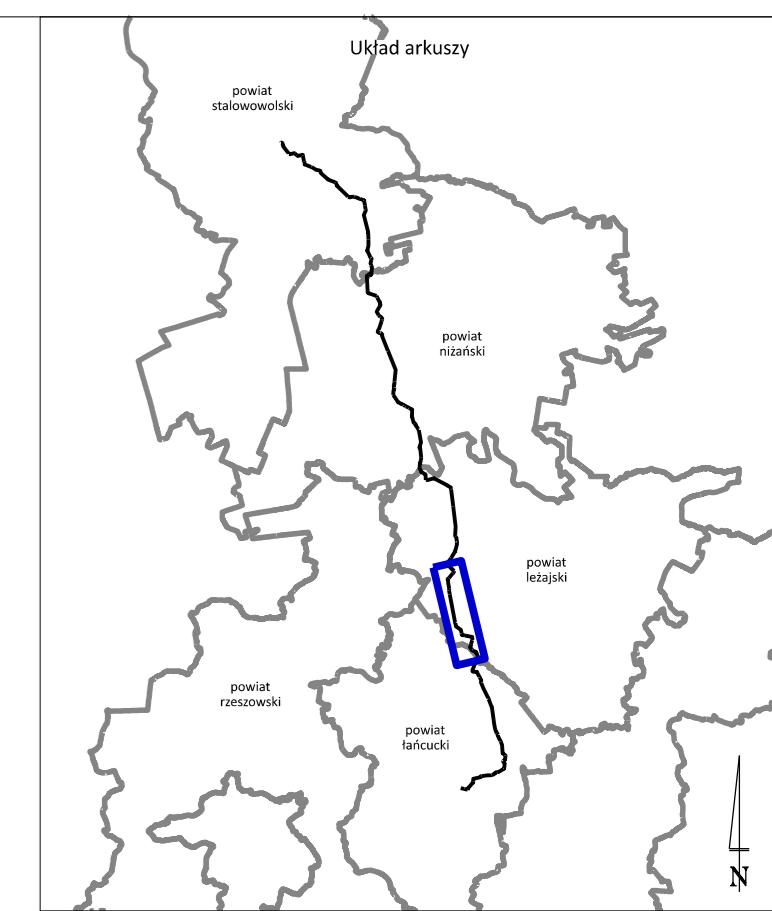 Układ arkuszy
powiat
stalowowolski
powiat
niżański
powiat
leżajski
powiat
rzeszowski
powiat
łańcucki
N